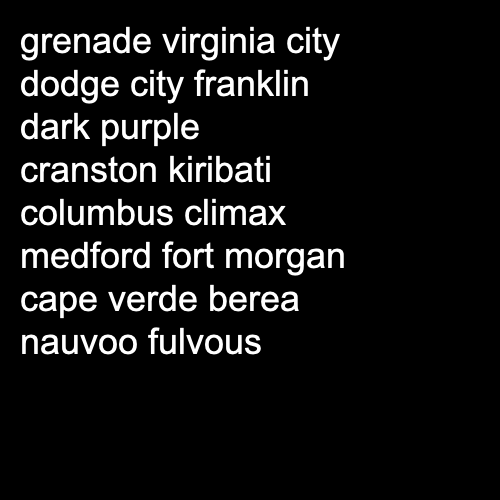 grenade virginia city
dodge city franklin
dark purple
cranston kiribati
columbus climax
medford fort morgan
cape verde berea
nauvoo fulvous